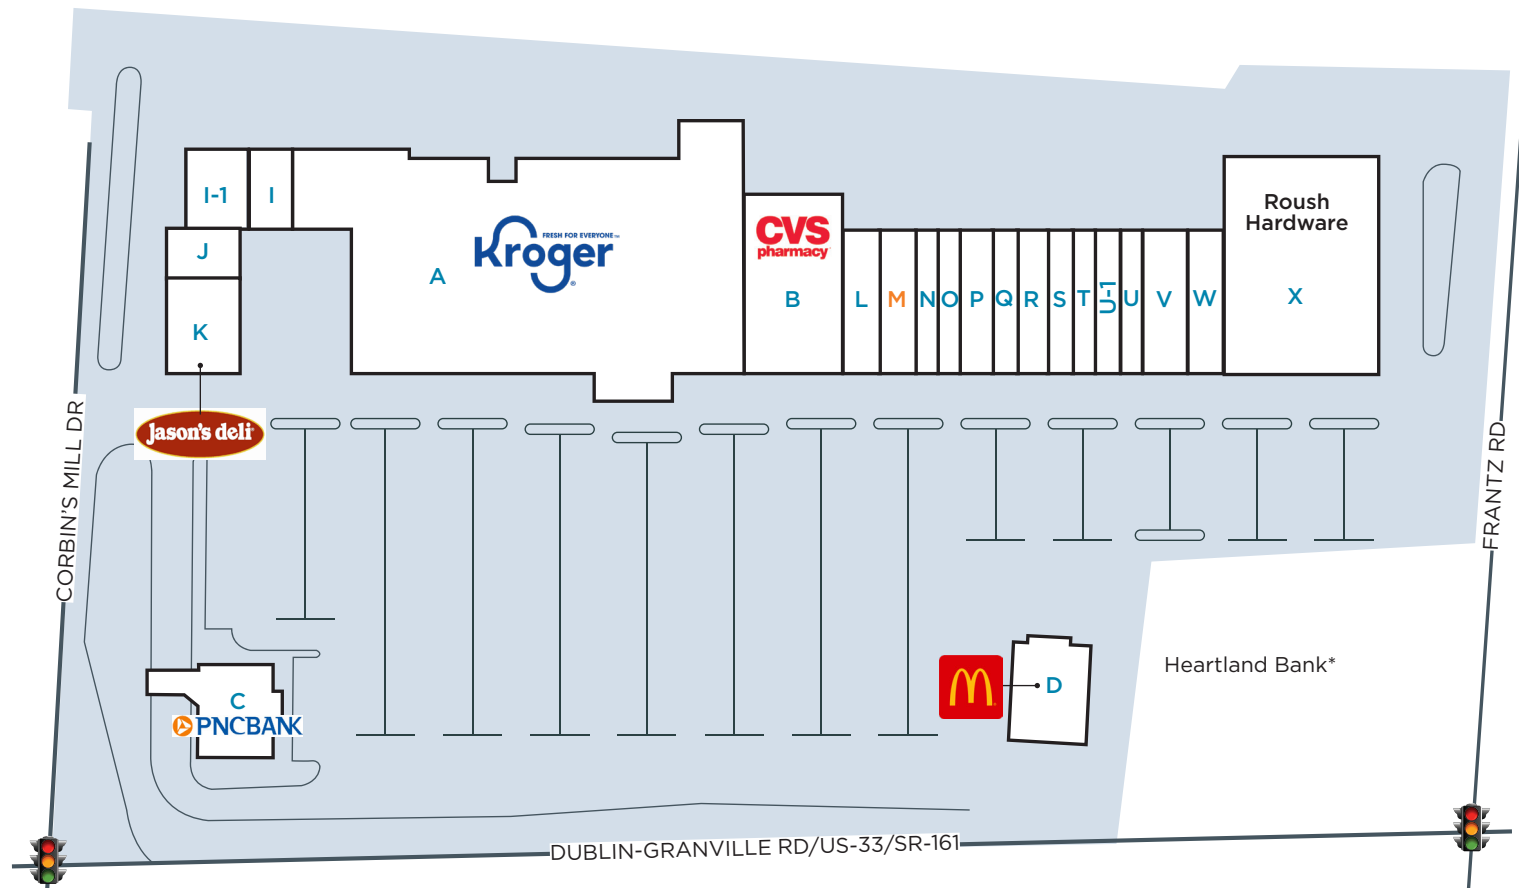 I-1
I
J
K
Jason's deli
A
FRESH FOR EVERYONE™
Kroger®
CVS
pharmacy
B
L
M
N
O
P
Q
R
S
T
U-1
U
V
W
Roush
Hardware
X
CORBIN'S MILL DR
FRANTZ RD
C
PNCBANK
D
Heartland Bank*
DUBLIN-GRANVILLE RD/US-33/SR-161